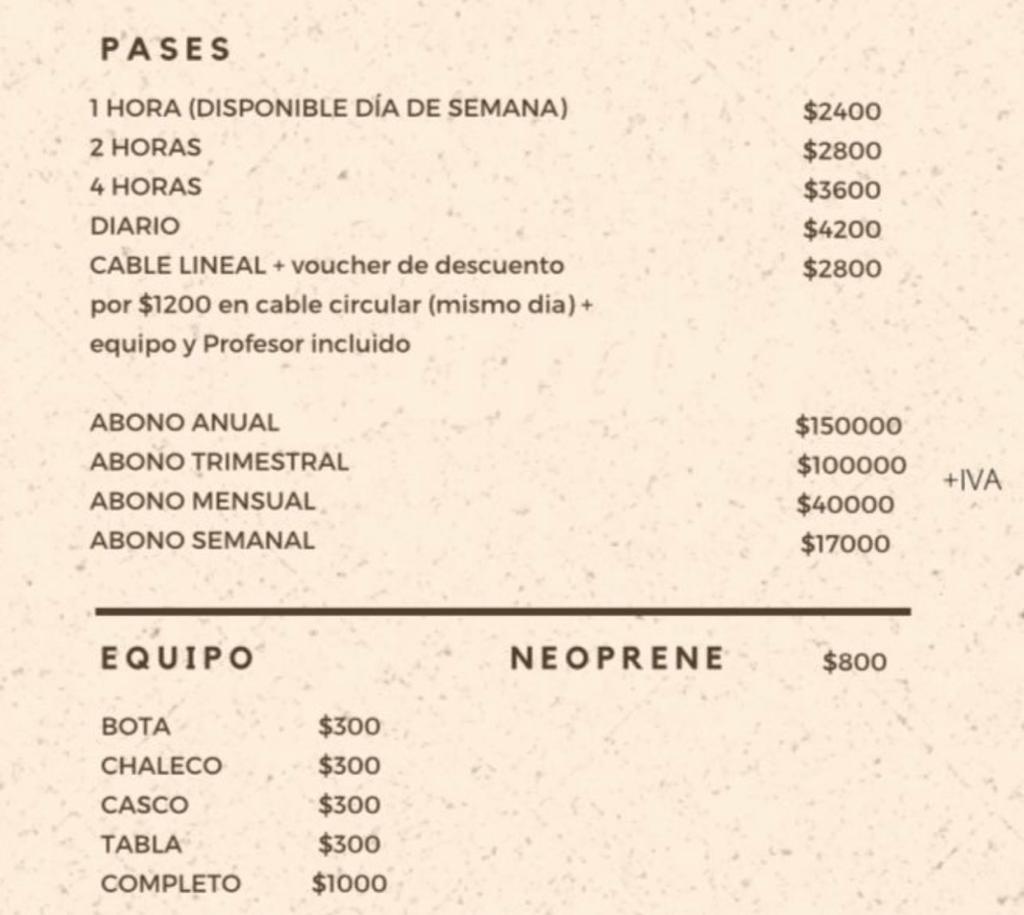 PASES
1 HORA (DISPONIBLE DÍA DE SEMANA) $2400
2 HORAS $2800
4 HORAS $3600
DIARIO $4200
CABLE LINEAL + voucher de descuento $2800
por $1200 en cable circular (mismo dia) +
equipo y Profesor incluido
ABONO ANUAL $150000
ABONO TRIMESTRAL $100000
+IVA
ABONO MENSUAL $40000
ABONO SEMANAL $17000
EQUIPO NEOPRENE $800
BOTA $300
CHALECO $300
CASCO $300
TABLA $300
COMPLETO $1000